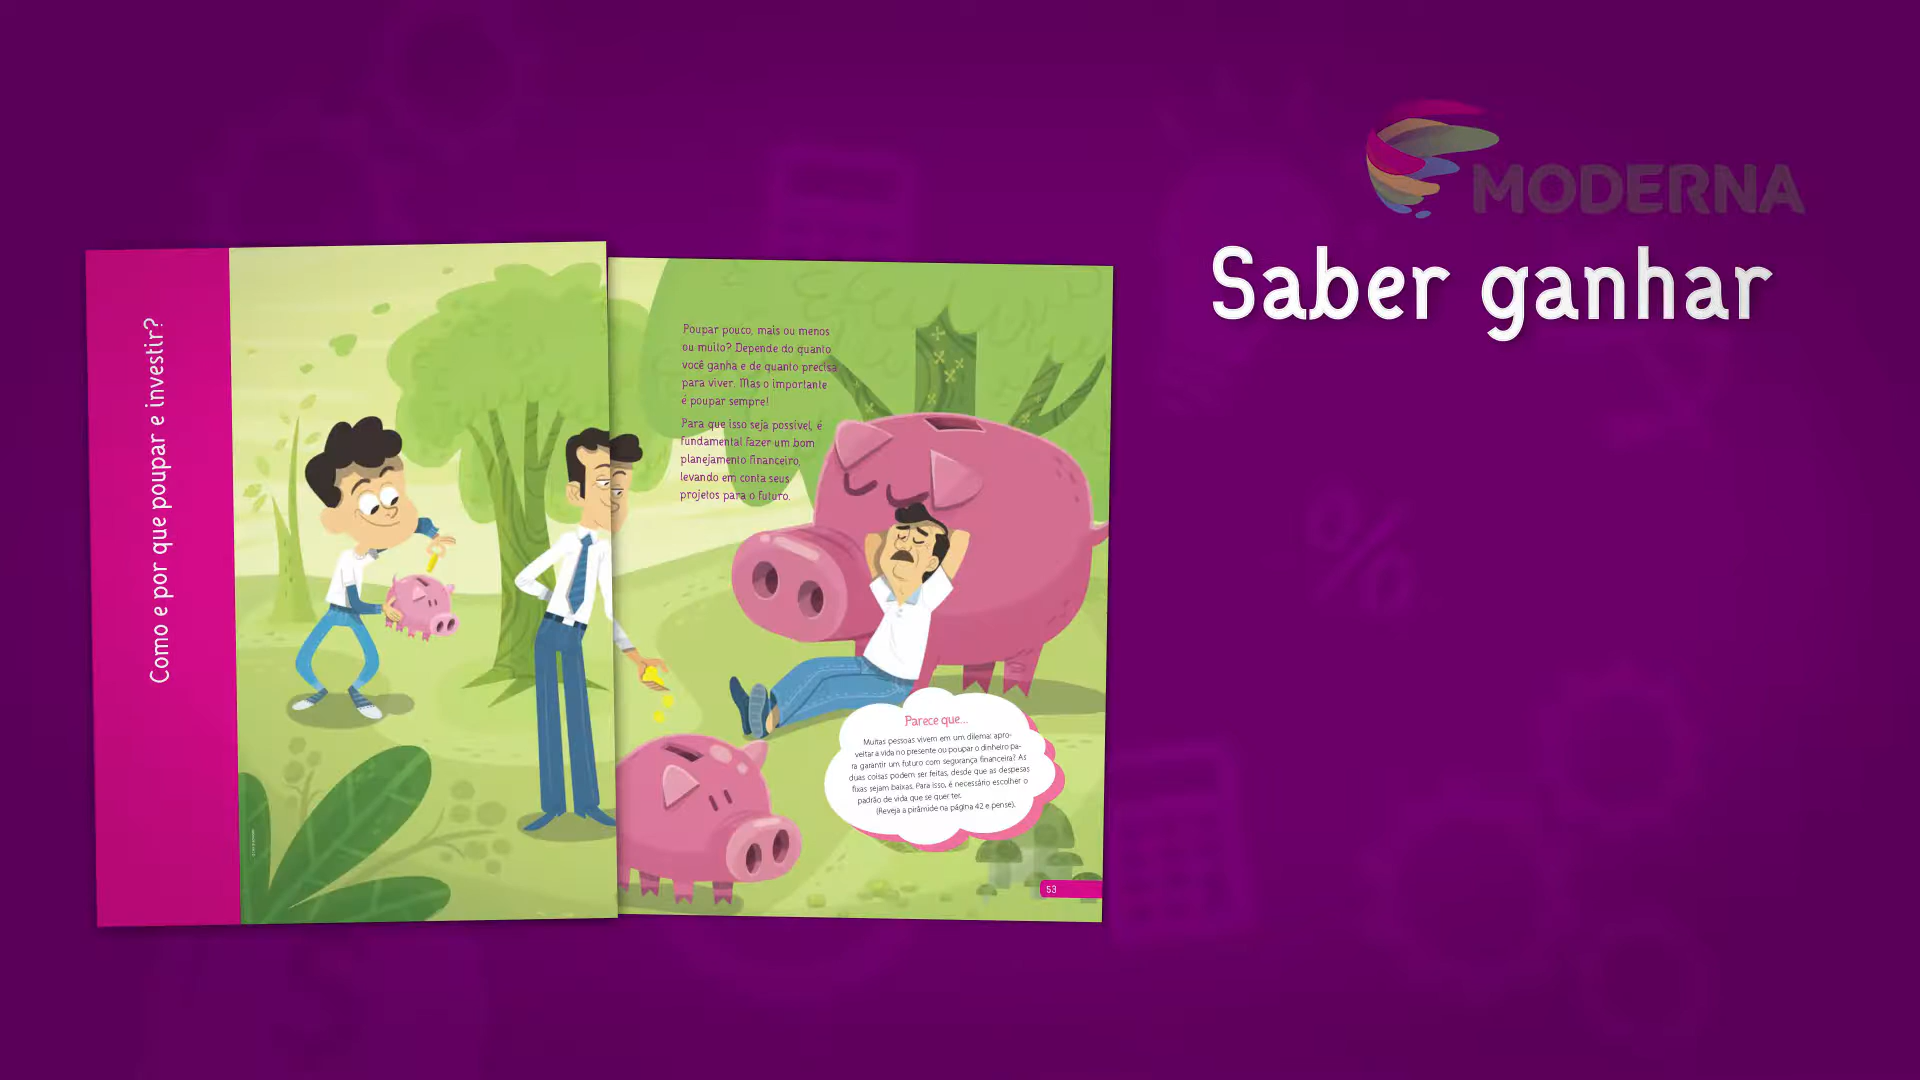 MODERNA
Saber ganhar
Como e por que poupar e investir?
Poupar pouco, mais ou menos
ou muito? Depende do quanto
você ganha e de quanto precisa
para viver. Mas o importante
é poupar sempre!
Para que isso seja possível, é
fundamental fazer um bom
planejamento financeiro,
levando em conta seus
projetos para o futuro.
Parece que...
Muitas pessoas vivem em um dilema: apro-
veitar a vida no presente ou poupar o dinheiro pa-
ra garantir um futuro com segurança financeira? As
duas coisas podem ser feitas, desde que as despesas
fixas sejam baixas. Para isso, é necessário escolher o
padrão de vida que se quer ter.
(Reveja a pirâmide na página 42 e pense).
53
%